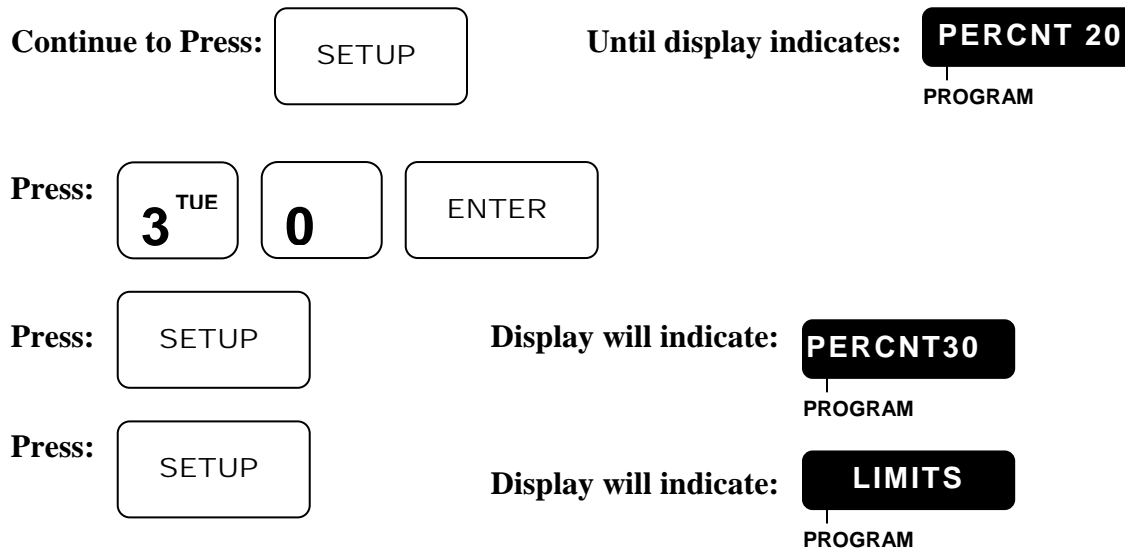 Continue to Press: SETUP Until display indicates: PERCNT 20
PROGRAM
Press: 3 TUE 0 ENTER
Press: SETUP Display will indicate: PERCNT30
PROGRAM
Press: SETUP Display will indicate: LIMITS
PROGRAM